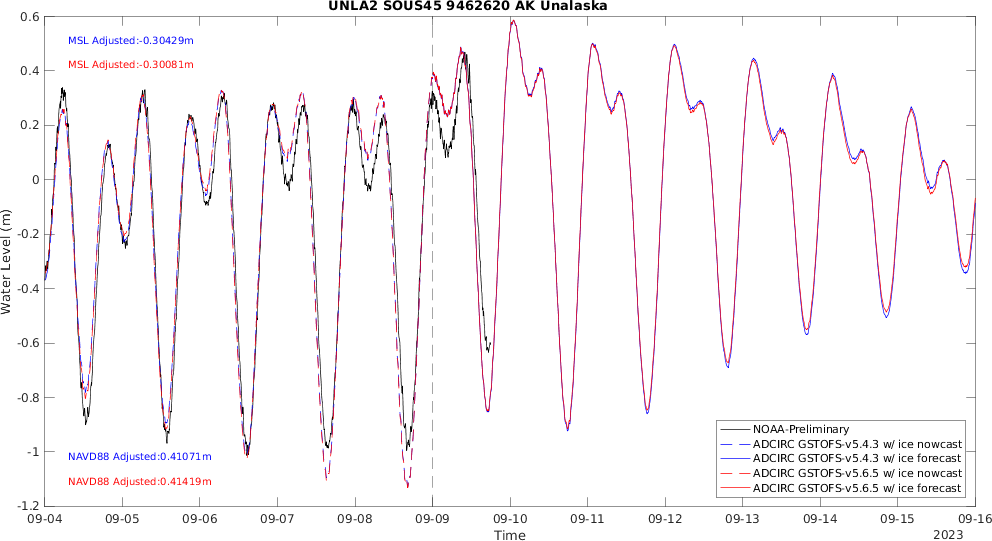 UNLA2 SOUS45 9462620 AK Unalaska
MSL Adjusted:-0.30429m
MSL Adjusted:-0.30081m
NAVD88 Adjusted:0.41071m
NAVD88 Adjusted:0.41419m
Water Level (m)
0.6
0.4
0.2
0
-0.2
-0.4
-0.6
-0.8
-1
-1.2
NOAA-Preliminary
ADCIRC GSTOFS-v5.4.3 w/ ice nowcast
ADCIRC GSTOFS-v5.4.3 w/ ice forecast
ADCIRC GSTOFS-v5.6.5 w/ ice nowcast
ADCIRC GSTOFS-v5.6.5 w/ ice forecast
09-04 09-05 09-06 09-07 09-08 09-09 09-10 09-11 09-12 09-13 09-14 09-15 09-16
Time
2023